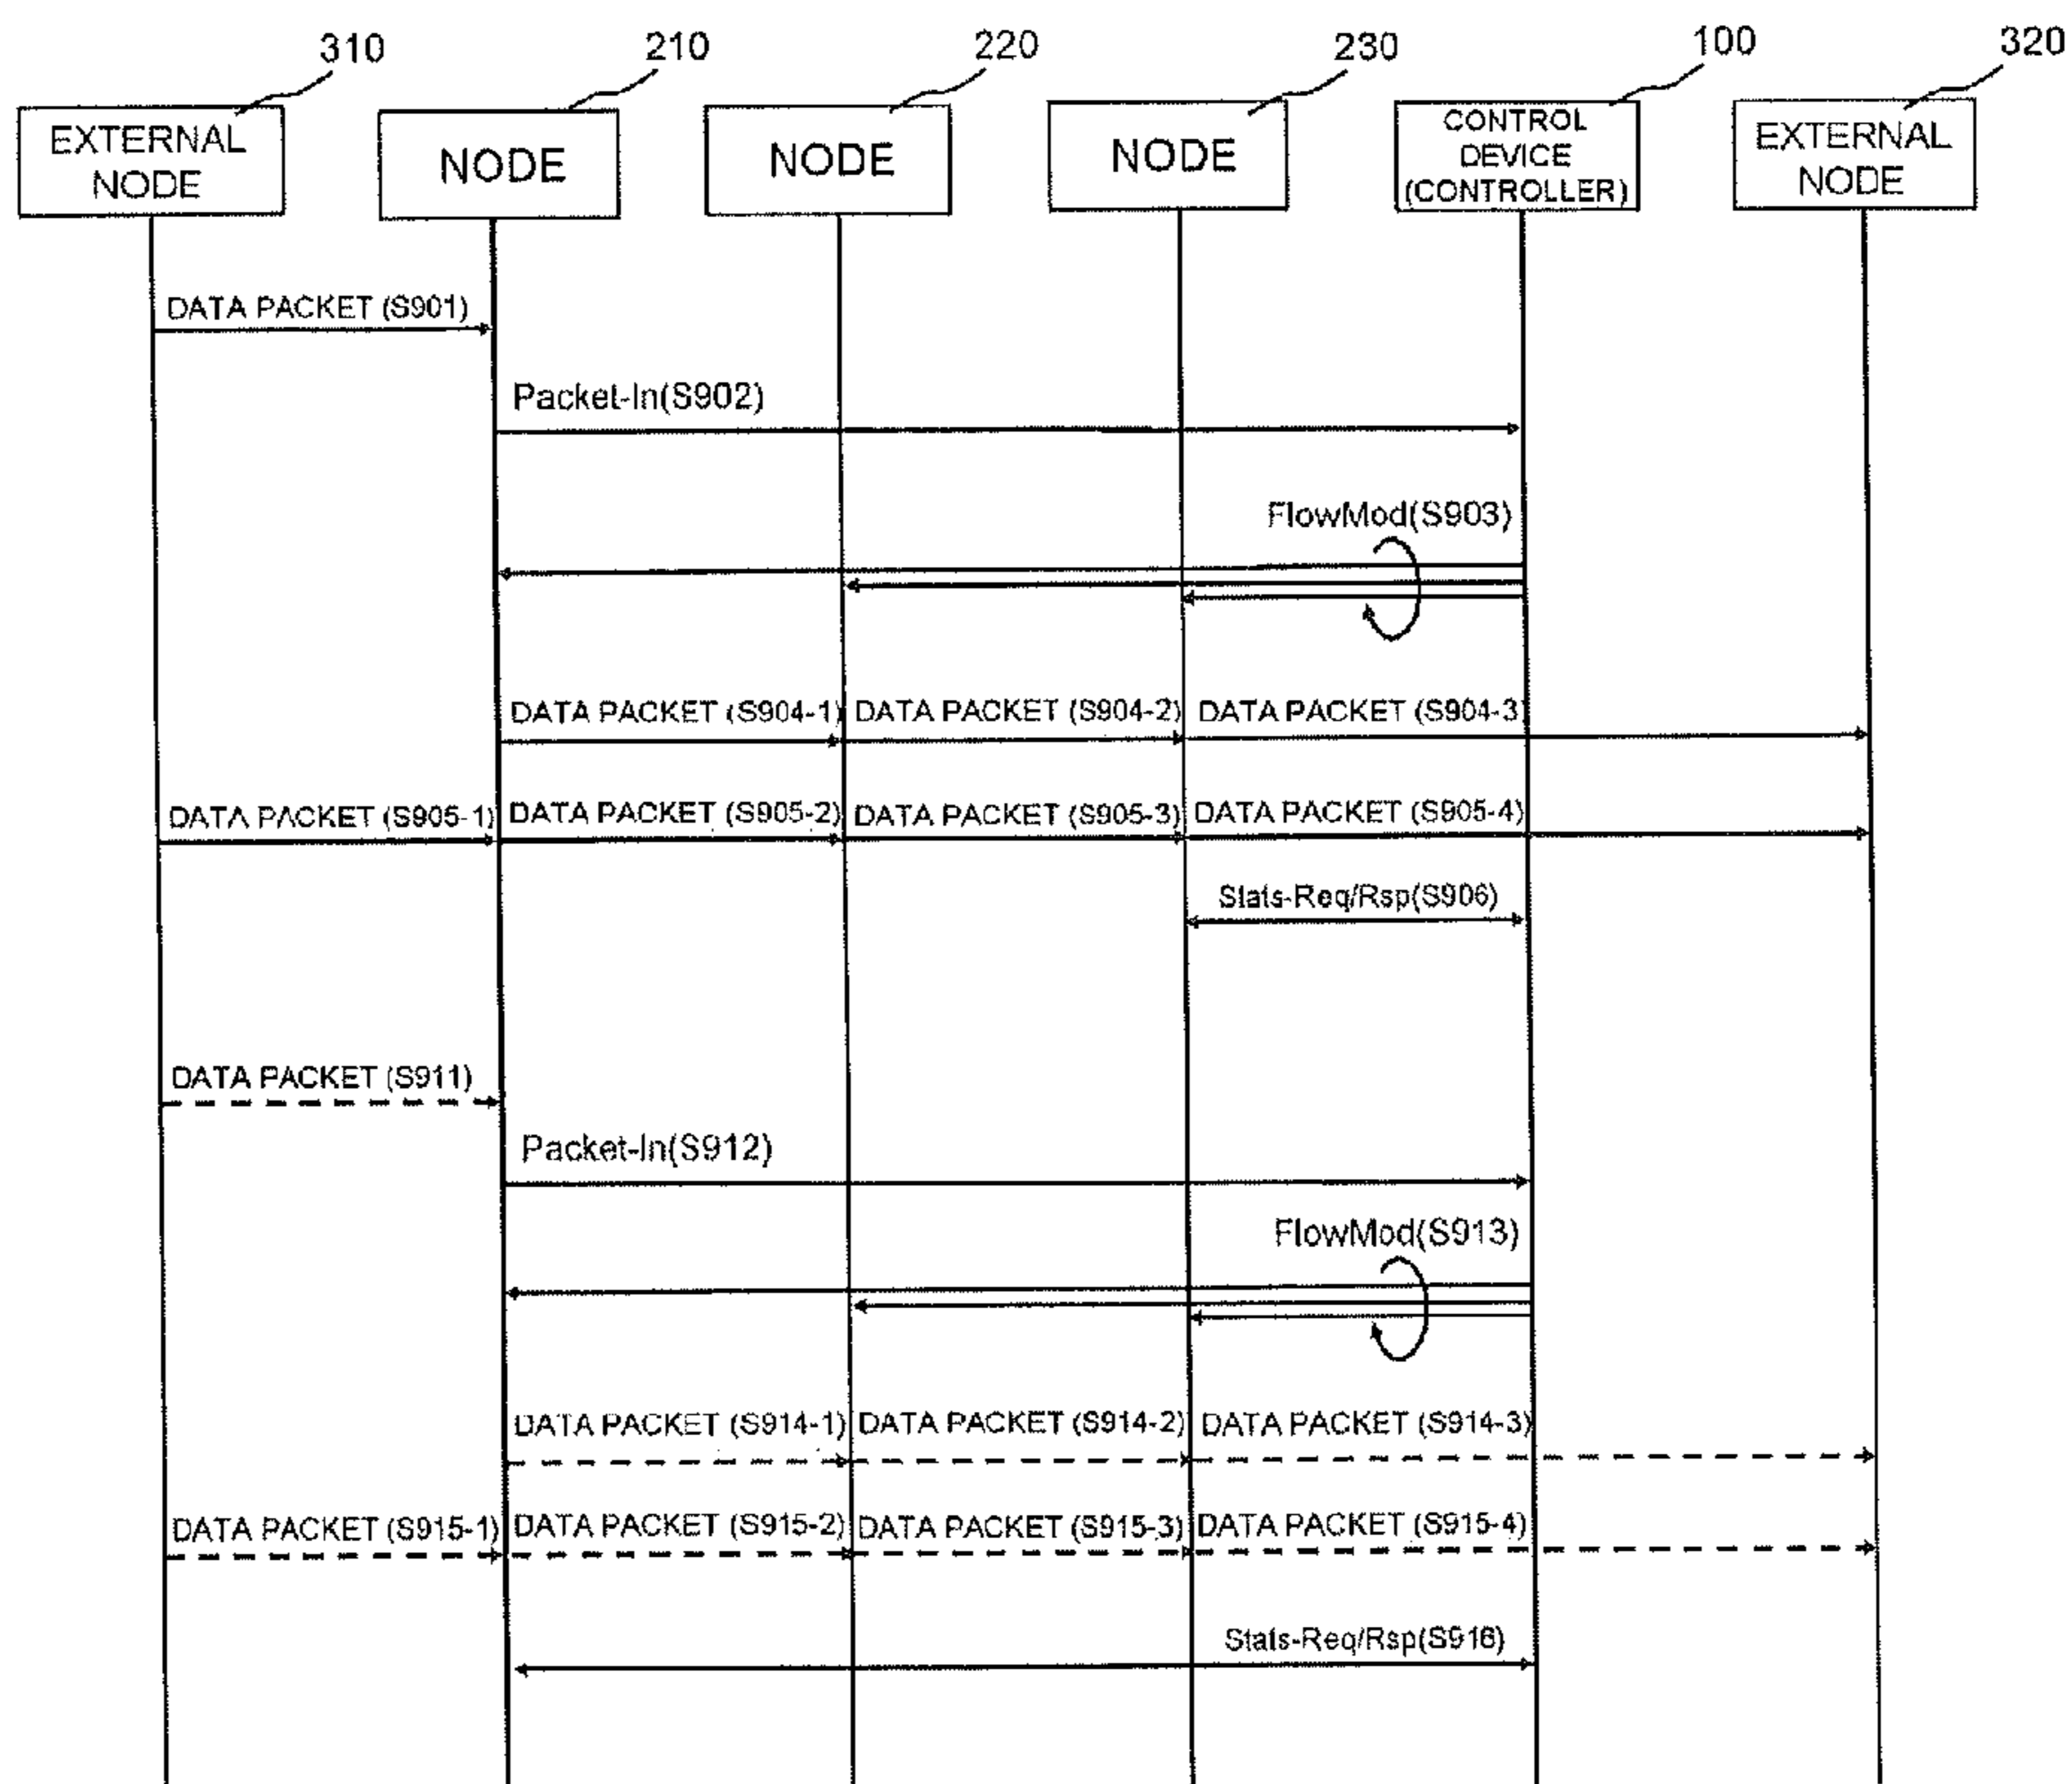 310
210
220
230
100
320
EXTERNAL
NODE
NODE
NODE
NODE
CONTROL
DEVICE
(CONTROLLER)
EXTERNAL
NODE
DATA PACKET (S901)
Packet-In(S902)
FlowMod(S903)
DATA PACKET (S904-1)
DATA PACKET (S904-2)
DATA PACKET (S904-3)
DATA PACKET (S905-1)
DATA PACKET (S905-2)
DATA PACKET (S905-3)
DATA PACKET (S905-4)
Stats-Req/Rsp(S906)
DATA PACKET (S911)
Packet-In(S912)
FlowMod(S913)
DATA PACKET (S914-1)
DATA PACKET (S914-2)
DATA PACKET (S914-3)
DATA PACKET (S915-1)
DATA PACKET (S915-2)
DATA PACKET (S915-3)
DATA PACKET (S915-4)
Stats-Req/Rsp(S916)